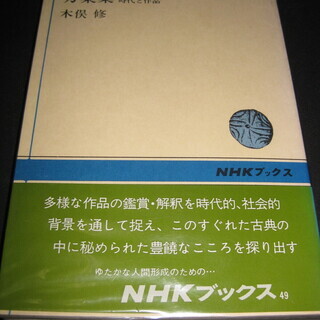 万葉集 時代と作品
木俣 修
NHKブックス
多様な作品の鑑賞・解釈を時代的、社会的
背景を通して捉え、このすぐれた古典の
中に秘められた豊饒なこころを探り出す
ゆたかな人間形成のための…
NHKブックス 49